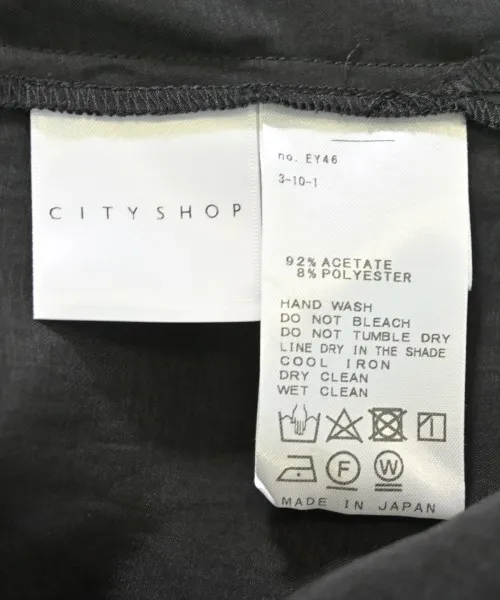 CITYSHOP
no. EY46
3-10-1
92% ACETATE
8% POLYESTER
HAND WASH
DO NOT BLEACH
DO NOT TUMBLE DRY
LINE DRY IN THE SHADE
COOL IRON
DRY CLEAN
WET CLEAN
F
W
MADE IN JAPAN